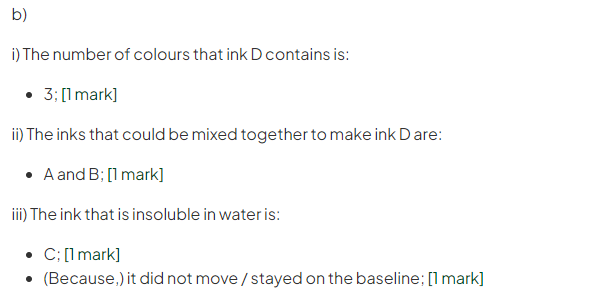 b)
i) The number of colours that ink D contains is:
• 3; [1 mark]
ii) The inks that could be mixed together to make ink D are:
• A and B; [1 mark]
iii) The ink that is insoluble in water is:
• C; [1 mark]
• (Because,) it did not move / stayed on the baseline; [1 mark]